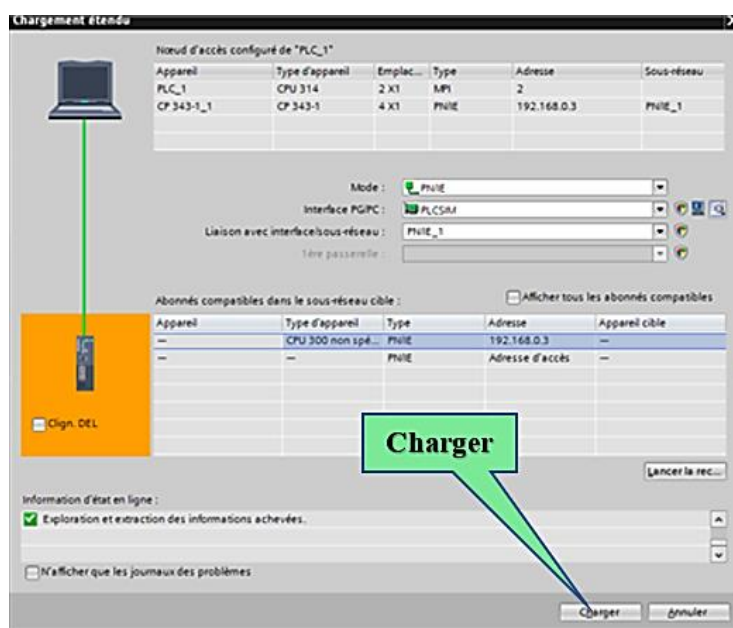 Chargement étendu
Nœud d'accès configuré de "PLC_1"
Appareil Type d'appareil Emplac... Type Adresse Sous-réseau
PLC_1 CPU 314 2 X1 MPI 2
CP 343-1_1 CP 343-1 4 X1 PN/IE 192.168.0.3 PN/IE_1
Mode : PN/IE
Interface PG/PC : PLCSIM
Liaison avec interface/sous-réseau : PN/IE_1
1ère passerelle :
Abonnés compatibles dans le sous-réseau cible : Afficher tous les abonnés compatibles
Appareil Type d'appareil Type Adresse Appareil cible
— CPU 300 non spé... PN/IE 192.168.0.3 —
— — PN/IE Adresse d'accès —
Clign. DEL
Charger
Lancer la rec...
Information d'état en ligne :
Exploration et extraction des informations achevées.
N'afficher que les journaux des problèmes
Charger Annuler